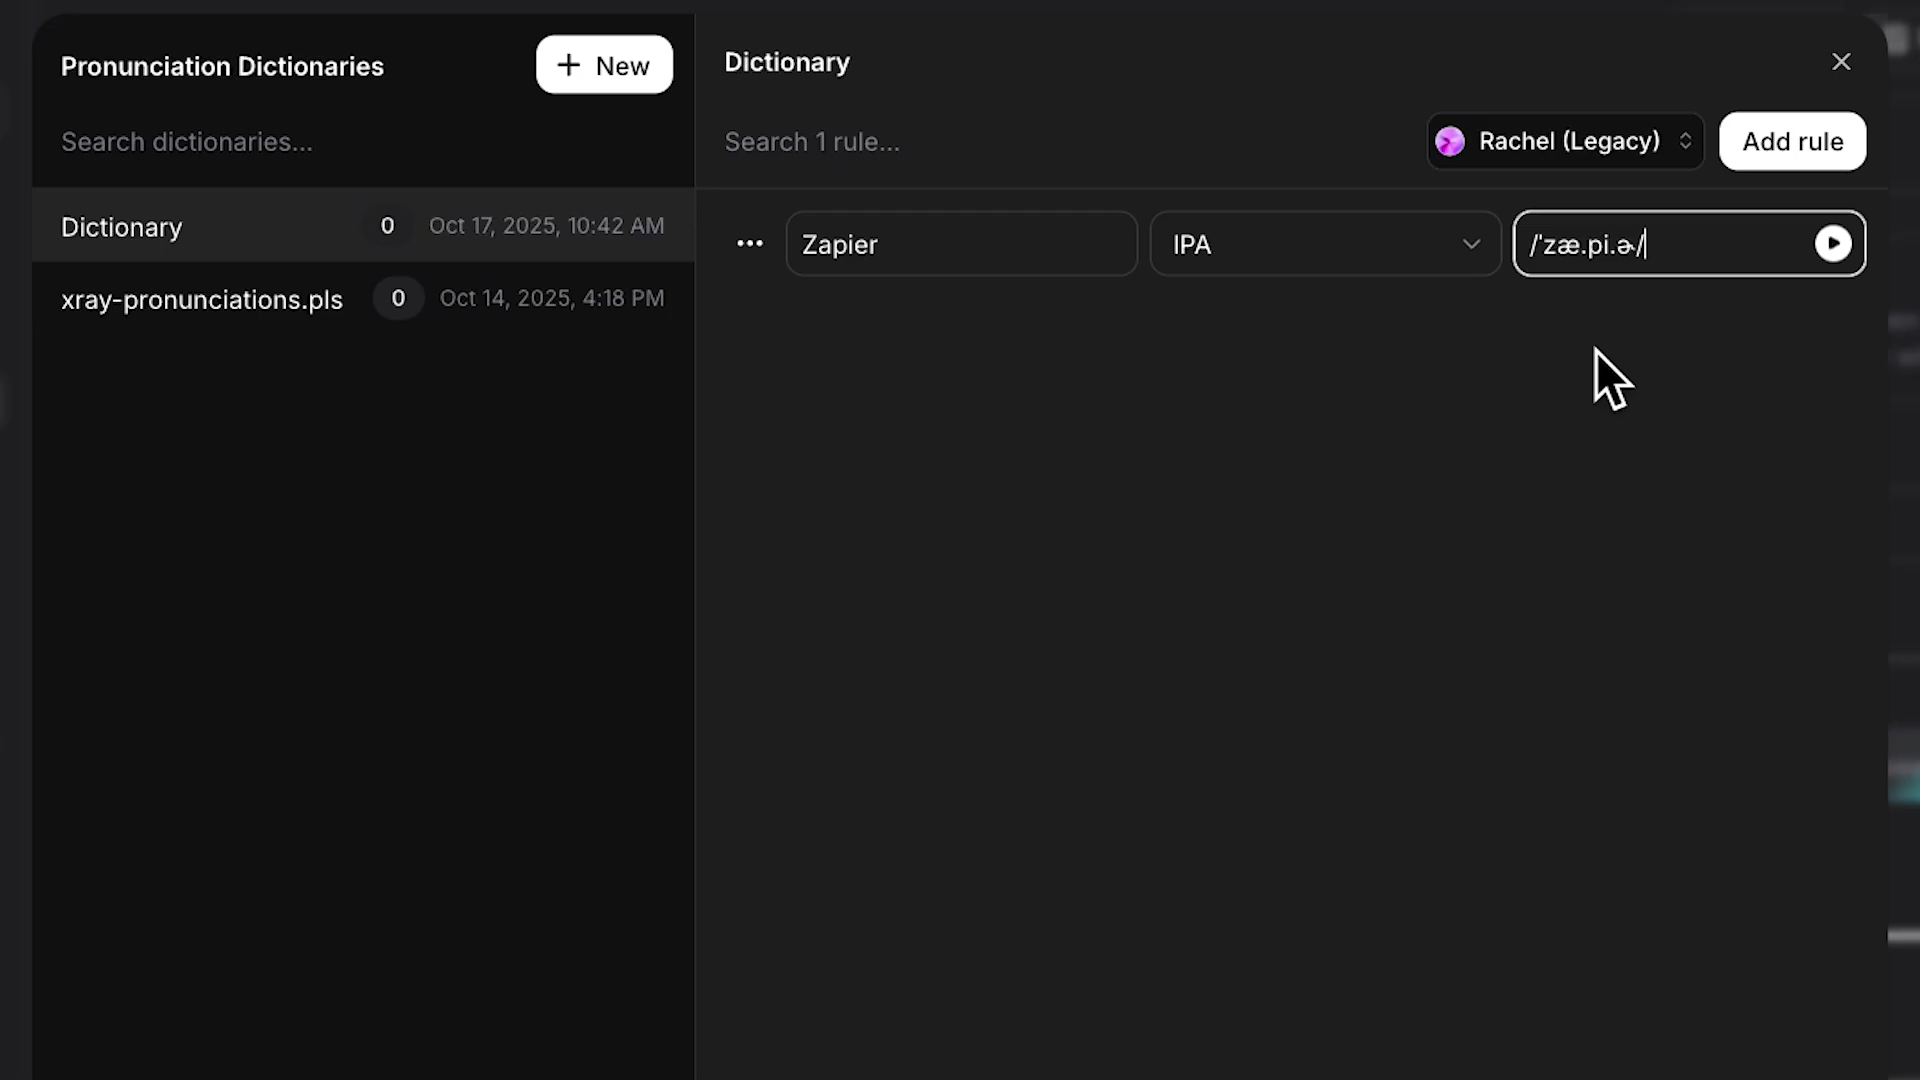 Pronunciation Dictionaries
+ New
Search dictionaries...
Dictionary 0 Oct 17, 2025, 10:42 AM
xray-pronunciations.pls 0 Oct 14, 2025, 4:18 PM
Dictionary
Search 1 rule...
Rachel (Legacy)
Add rule
Zapier
IPA
/ˈzæ.pi.ɚ/